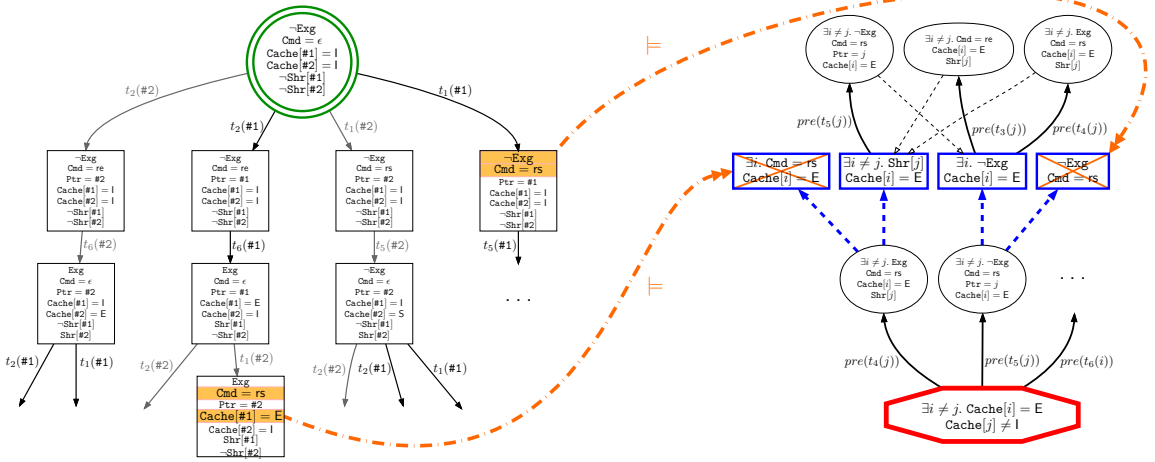 ¬Exg
Cmd = ϵ
Cache[#1] = I
Cache[#2] = I
¬Shr[#1]
¬Shr[#2]
t₂(#2)
t₂(#1)
t₁(#2)
t₁(#1)
¬Exg
Cmd = re
Ptr = #2
Cache[#1] = I
Cache[#2] = I
¬Shr[#1]
¬Shr[#2]
¬Exg
Cmd = re
Ptr = #1
Cache[#1] = I
Cache[#2] = I
¬Shr[#1]
¬Shr[#2]
¬Exg
Cmd = rs
Ptr = #2
Cache[#1] = I
Cache[#2] = I
¬Shr[#1]
¬Shr[#2]
¬Exg
Cmd = rs
Ptr = #1
Cache[#1] = I
Cache[#2] = I
¬Shr[#1]
¬Shr[#2]
t₆(#2)
t₆(#1)
t₅(#2)
t₅(#1)
Exg
Cmd = ϵ
Ptr = #2
Cache[#1] = I
Cache[#2] = E
¬Shr[#1]
Shr[#2]
Exg
Cmd = ϵ
Ptr = #1
Cache[#1] = E
Cache[#2] = I
Shr[#1]
¬Shr[#2]
¬Exg
Cmd = ϵ
Ptr = #2
Cache[#1] = I
Cache[#2] = S
¬Shr[#1]
Shr[#2]
. . .
t₂(#1)
t₁(#1)
t₂(#2)
t₁(#2)
t₂(#2)
t₂(#1)
t₁(#1)
Exg
Cmd = rs
Ptr = #2
Cache[#1] = E
Cache[#2] = I
Shr[#1]
¬Shr[#2]
⊨
⊨
∃i ≠ j. ¬Exg
Cmd = rs
Ptr = j
Cache[i] = E
∃i ≠ j. Cmd = re
Cache[i] = E
Shr[j]
∃i ≠ j. Exg
Cmd = rs
Cache[i] = E
Shr[j]
pre(t₅(j))
pre(t₃(j))
pre(t₄(j))
∃i. Cmd = rs
Cache[i] = E
∃i ≠ j. Shr[j]
Cache[i] = E
∃i. ¬Exg
Cache[i] = E
¬Exg
Cmd = rs
∃i ≠ j. Exg
Cmd = rs
Cache[i] = E
Shr[j]
∃i ≠ j. ¬Exg
Cmd = rs
Ptr = j
Cache[i] = E
. . .
pre(t₄(j))
pre(t₅(j))
pre(t₆(i))
∃i ≠ j. Cache[i] = E
Cache[j] ≠ I